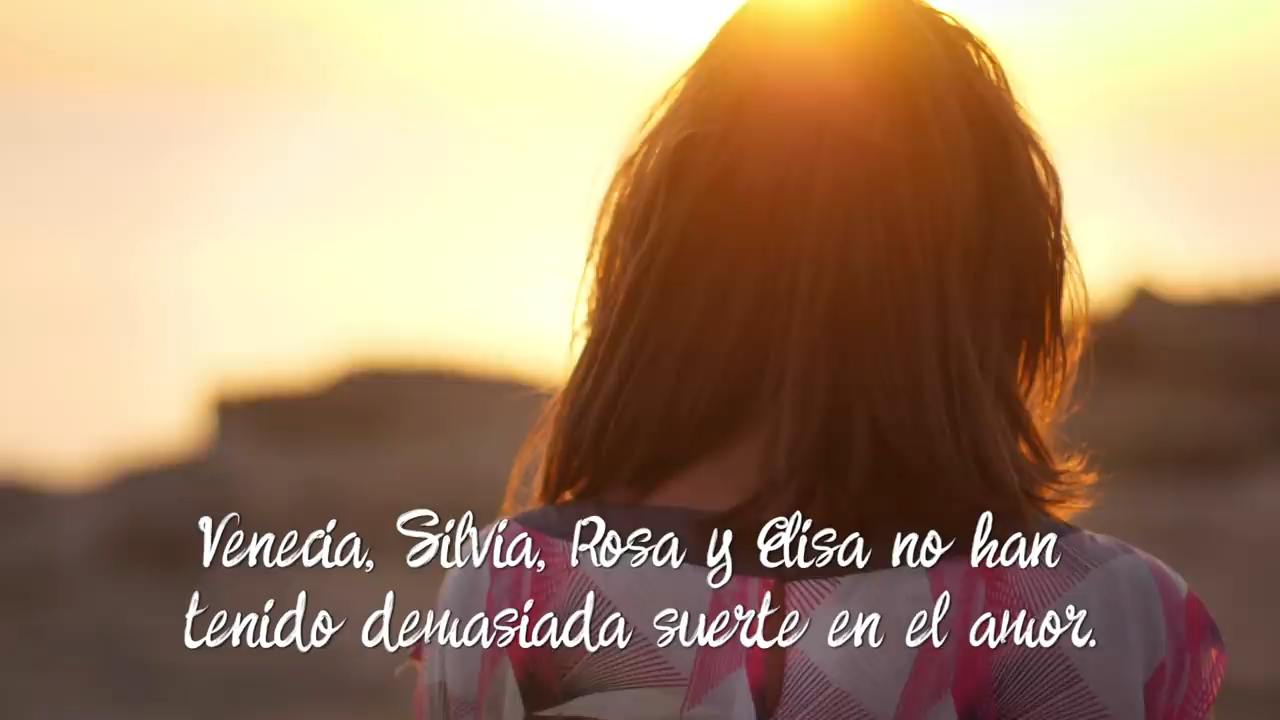 Venecia, Silvia, Rosa y Elisa no han
tenido demasiada suerte en el amor.